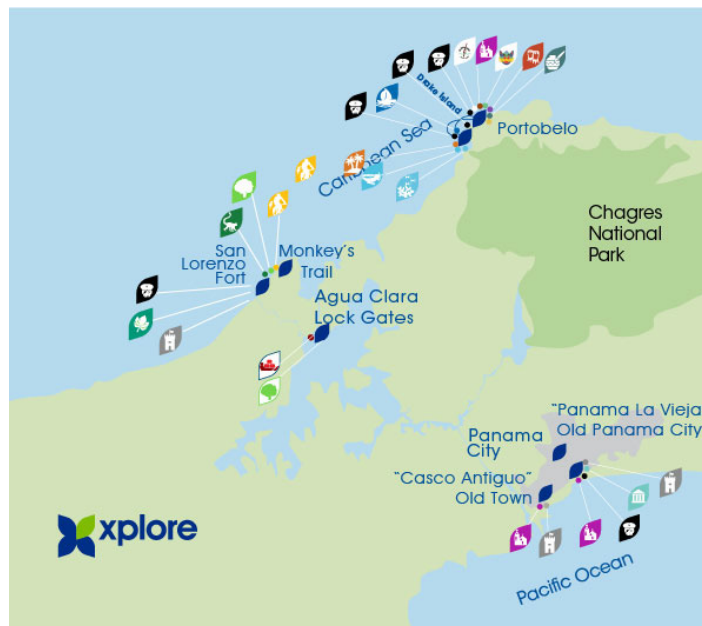 Drake Island
Portobelo
Caribbean Sea
Chagres
National
Park
San
Lorenzo
Fort
Monkey's
Trail
Agua Clara
Lock Gates
"Panama La Vieja
Old Panama City
Panama
City
"Casco Antiguo"
Old Town
xplore
Pacific Ocean